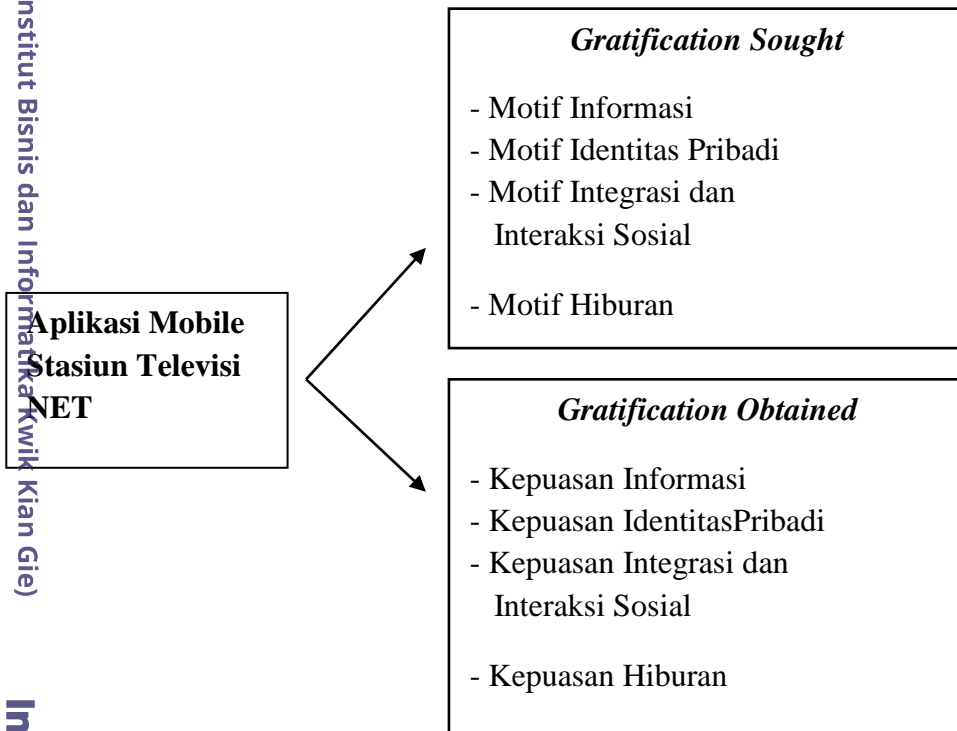 nstitut Bisnis dan Informatika Kwik Kian Gie)
In
Aplikasi Mobile
Stasiun Televisi
NET
Gratification Sought
- Motif Informasi
- Motif Identitas Pribadi
- Motif Integrasi dan
Interaksi Sosial
- Motif Hiburan
Gratification Obtained
- Kepuasan Informasi
- Kepuasan IdentitasPribadi
- Kepuasan Integrasi dan
Interaksi Sosial
- Kepuasan Hiburan